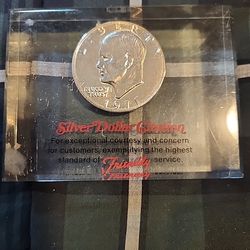 LIBERTY
IN GOD WE
TRUST
1971
Silver Dollar Citation
For exceptional courtesy and concern
for customers, exemplifying the highest
standard of Friendly service.